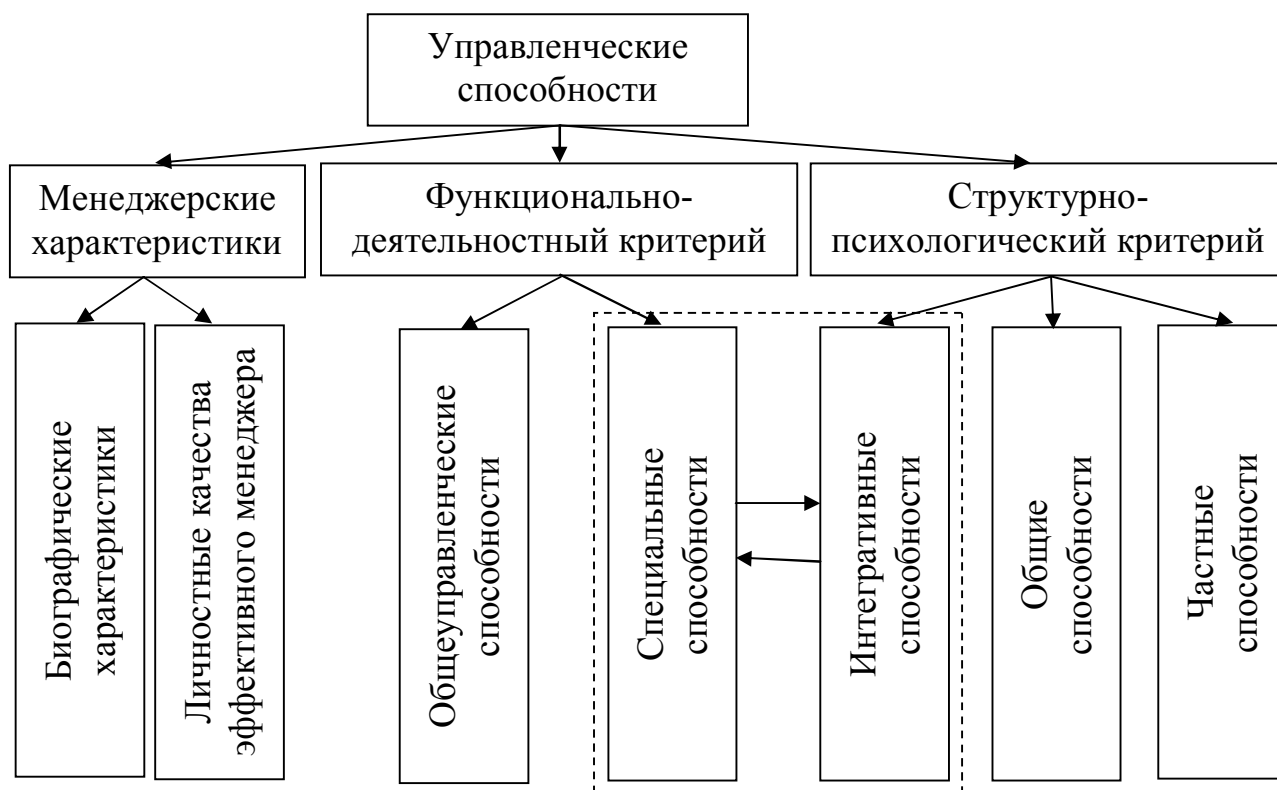 Управленческие
способности
Менеджерские
характеристики
Функционально-
деятельностный критерий
Структурно-
психологический критерий
Биографические
характеристики
Личностные качества
эффективного менеджера
Общеуправленческие
способности
Специальные
способности
Интегративные
способности
Общие
способности
Частные
способности